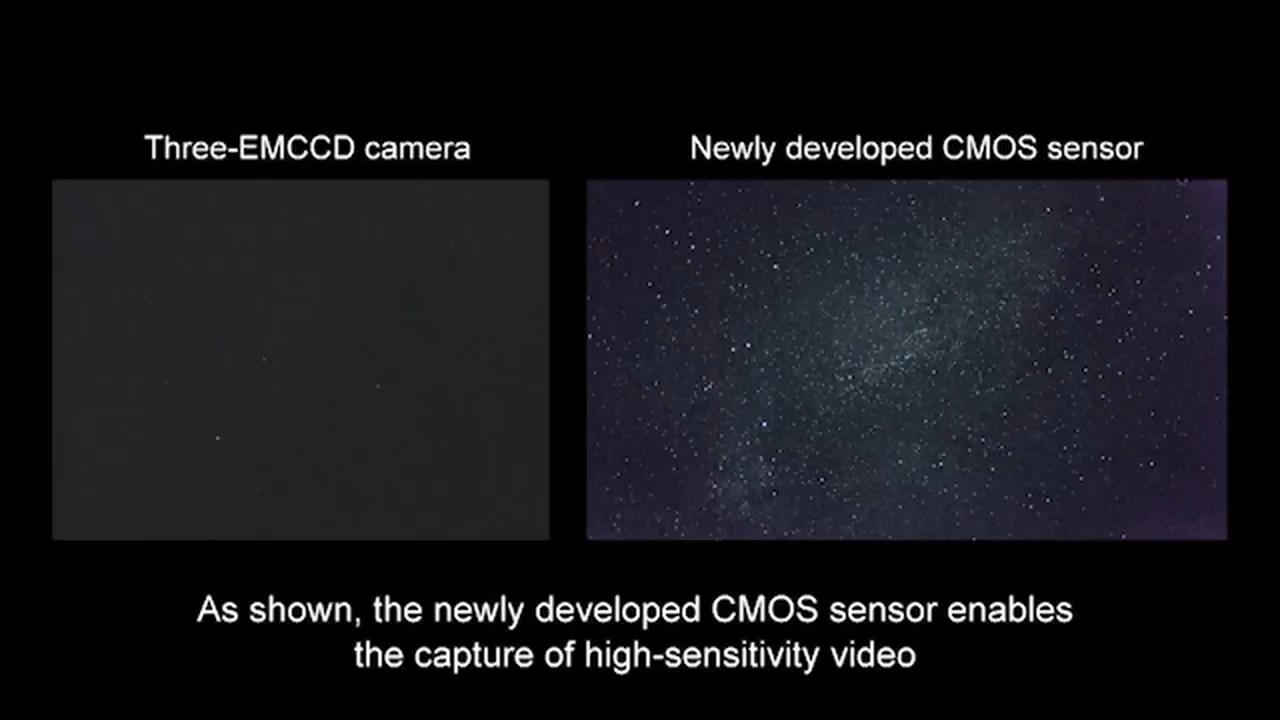 Three-EMCCD camera
Newly developed CMOS sensor
As shown, the newly developed CMOS sensor enables
the capture of high-sensitivity video